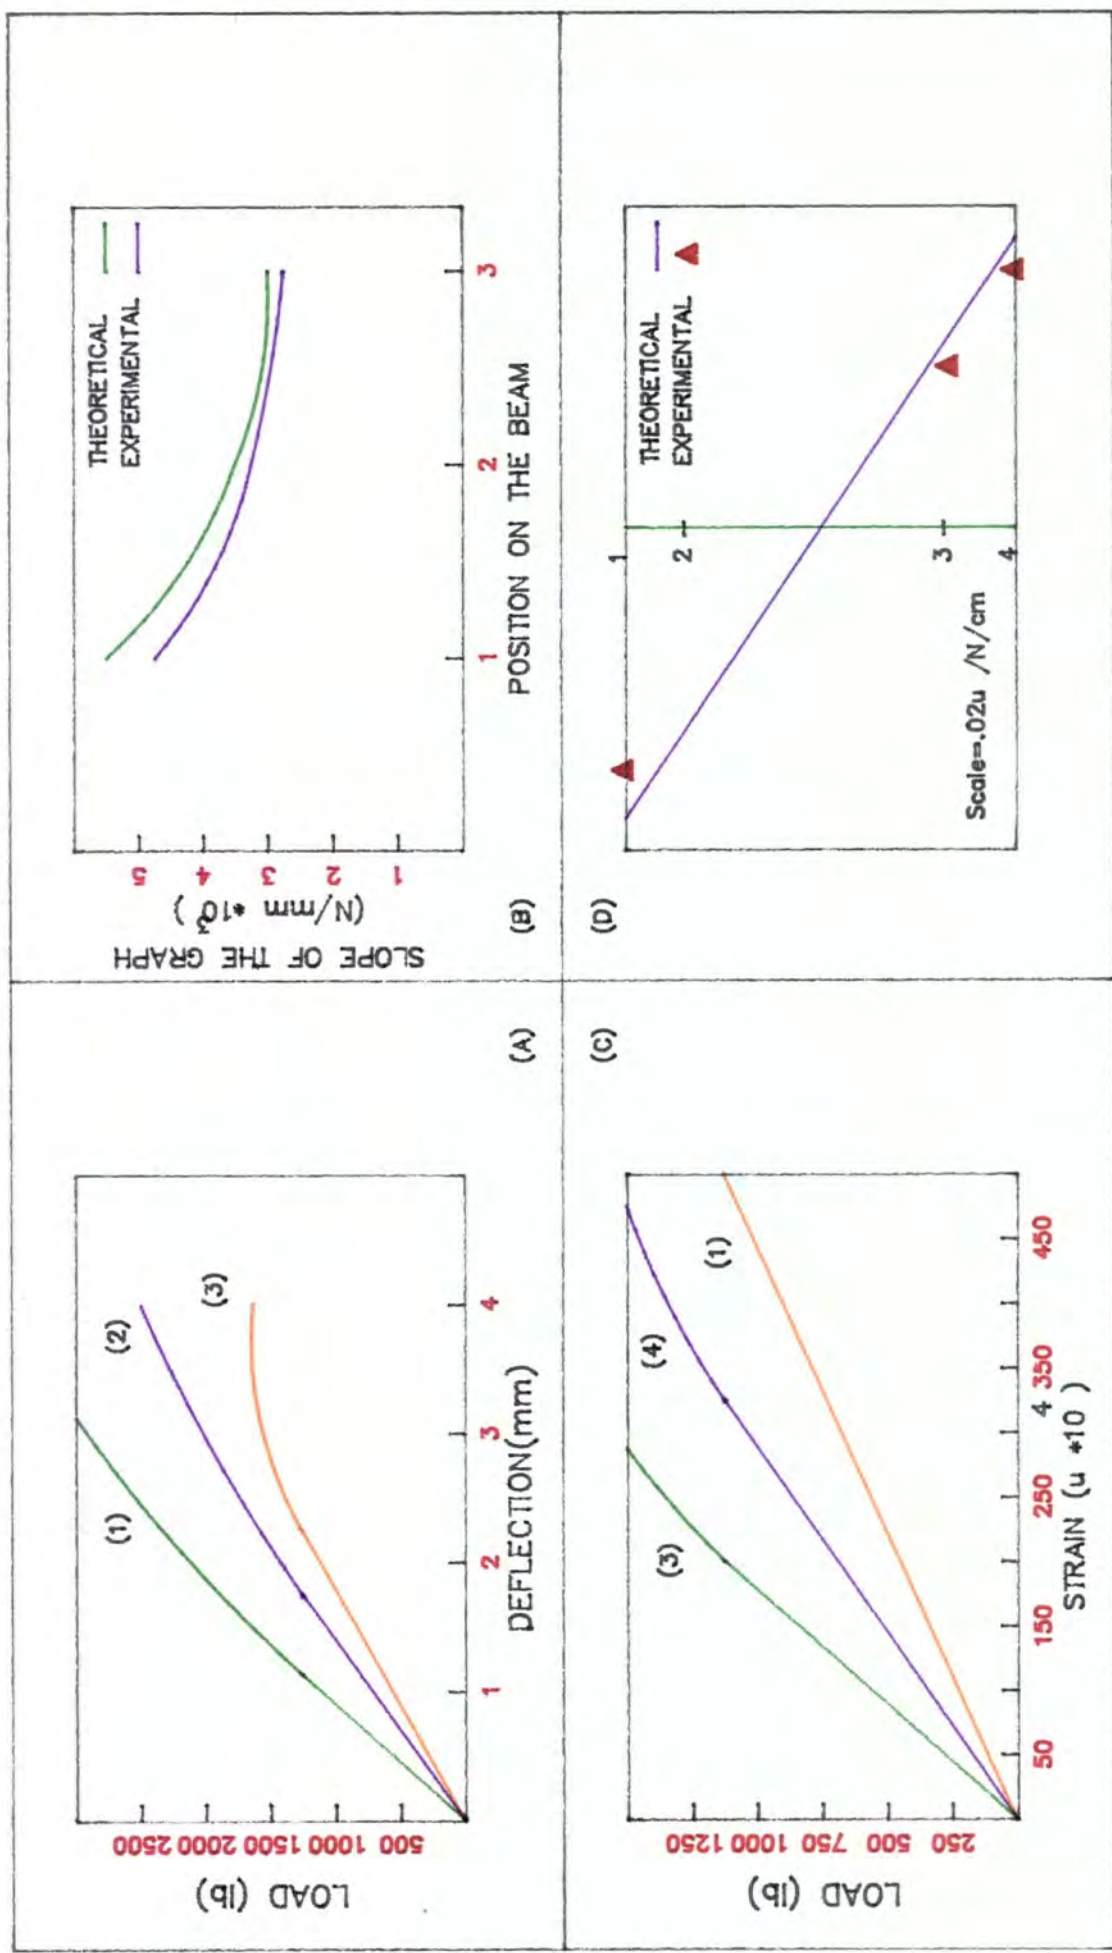 LOAD (lb)
2500
2000
1500
1000
500
(1)
(2)
(3)
1
2
3
4
DEFLECTION(mm)
(A)
SLOPE OF THE GRAPH
(N/mm *10³ )
5
4
3
2
1
THEORETICAL
EXPERIMENTAL
1
2
3
POSITION ON THE BEAM
(B)
(C)
LOAD (lb)
1250
1000
750
500
250
(3)
(4)
(1)
50
150
250
350
450
STRAIN (u *10⁴ )
(D)
THEORETICAL
EXPERIMENTAL
1
2
3
4
Scale=.02u /N/cm